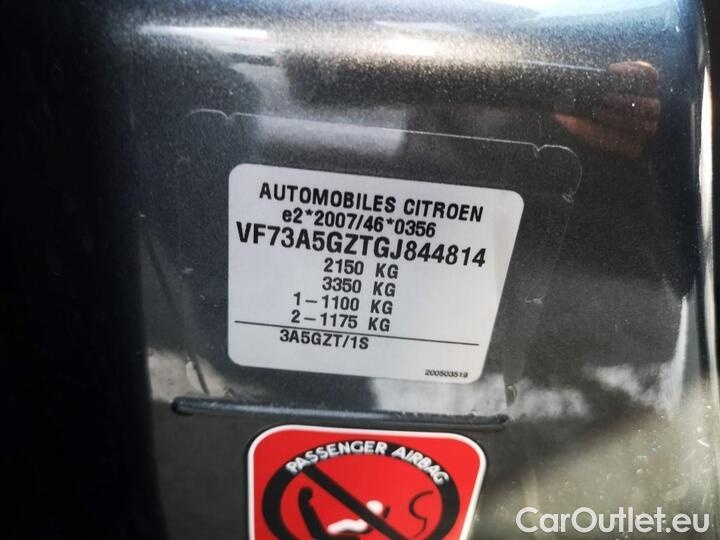 AUTOMOBILES CITROEN
e2*2007/46*0356
VF73A5GZTGJ844814
2150 KG
3350 KG
1-1100 KG
2-1175 KG
3A5GZT/1S
200503519
PASSENGER AIRBAG
CarOutlet.eu